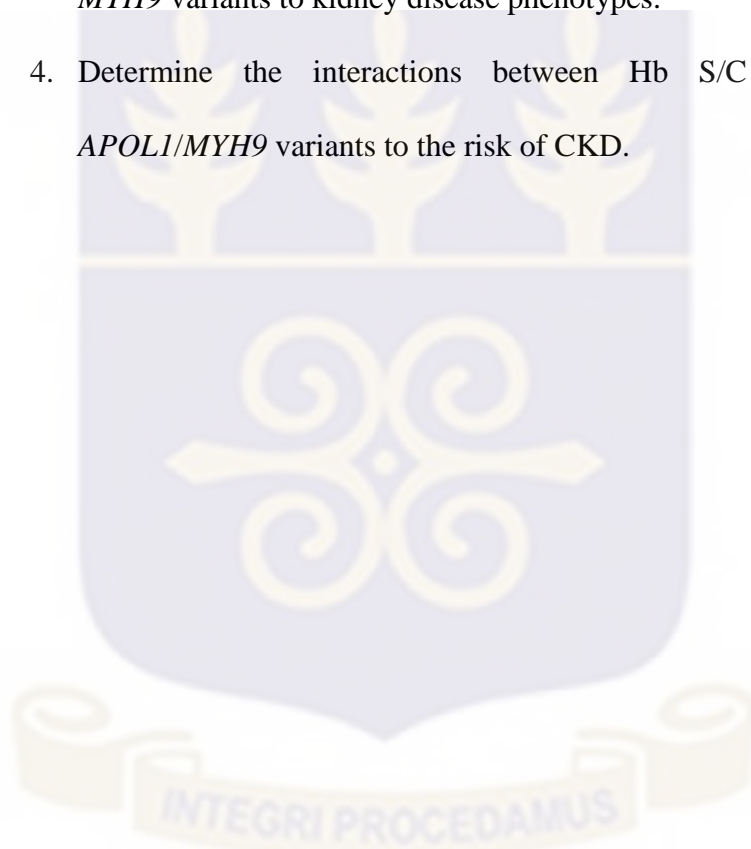 MYH9 variants to kidney disease phenotypes.
4. Determine the interactions between Hb S/C
APOL1/MYH9 variants to the risk of CKD.
INTEGRI PROCEDAMUS